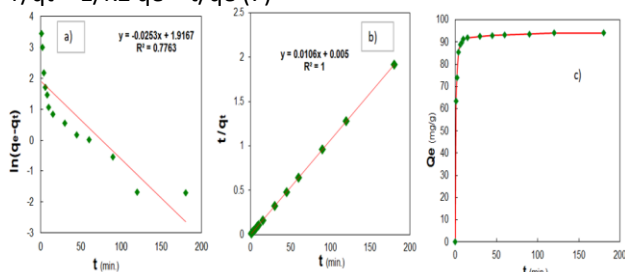 a)
y = -0.0253x + 1.9167
R² = 0.7763
ln(qe-qt)
4
3
2
1
0
-1
-2
-3
0 50 100 150 200
t (min.)
b)
y = 0.0106x + 0.005
R² = 1
t/qt
2.5
2
1.5
1
0.5
0
0 50 100 150 200
t (min.)
c)
Qe (mg/g)
100
90
80
70
60
50
40
30
20
10
0
0 50 100 150 200
t (min.)